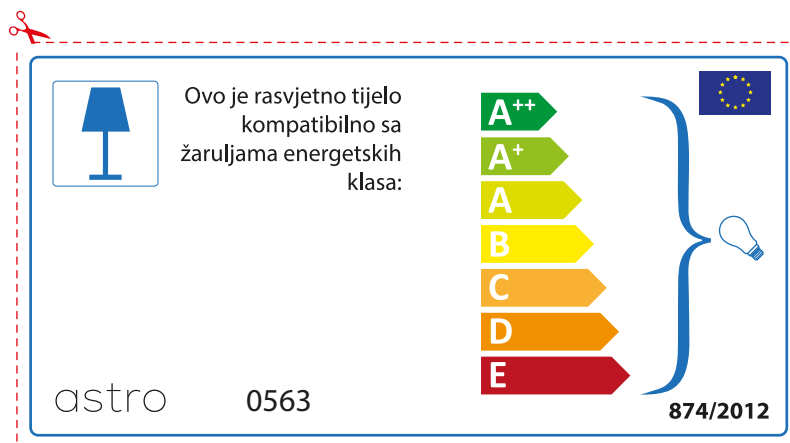 Ovo je rasvjetno tijelo
kompatibilno sa
žaruljama energetskih
klasa:
A++
A+
A
B
C
D
E
astro
0563
874/2012